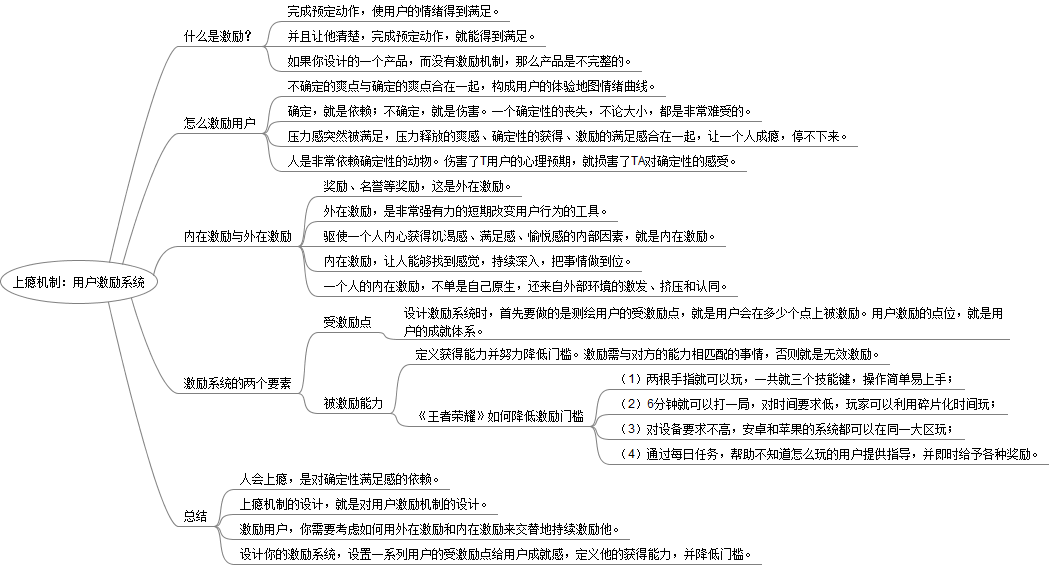 上瘾机制：用户激励系统
什么是激励？
完成预定动作，使用户的情绪得到满足。
并且让他清楚，完成预定动作，就能得到满足。
如果你设计的一个产品，而没有激励机制，那么产品是不完整的。
怎么激励用户
不确定的爽点与确定的爽点合在一起，构成用户的体验地图情绪曲线。
确定，就是依赖；不确定，就是伤害。一个确定性的丧失，不论大小，都是非常难受的。
压力感突然被满足，压力释放的爽感、确定性的获得、激励的满足感合在一起，让一个人成瘾，停不下来。
人是非常依赖确定性的动物。伤害了T用户的心理预期，就损害了TA对确定性的感受。
内在激励与外在激励
奖励、名誉等奖励，这是外在激励。
外在激励，是非常强有力的短期改变用户行为的工具。
驱使一个人内心获得饥渴感、满足感、愉悦感的内部因素，就是内在激励。
内在激励，让人能够找到感觉，持续深入，把事情做到位。
一个人的内在激励，不单是自己原生，还来自外部环境的激发、挤压和认同。
激励系统的两个要素
受激励点
设计激励系统时，首先要做的是测绘用户的受激励点，就是用户会在多少个点上被激励。用户激励的点位，就是用
户的成就体系。
被激励能力
定义获得能力并努力降低门槛。激励需与对方的能力相匹配的事情，否则就是无效激励。
《王者荣耀》如何降低激励门槛
（1）两根手指就可以玩，一共就三个技能键，操作简单易上手；
（2）6分钟就可以打一局，对时间要求低，玩家可以利用碎片化时间玩；
（3）对设备要求不高，安卓和苹果的系统都可以在同一大区玩；
（4）通过每日任务，帮助不知道怎么玩的用户提供指导，并即时给予各种奖励。
总结
人会上瘾，是对确定性满足感的依赖。
上瘾机制的设计，就是对用户激励机制的设计。
激励用户，你需要考虑如何用外在激励和内在激励来交替地持续激励他。
设计你的激励系统，设置一系列用户的受激励点给用户成就感，定义他的获得能力，并降低门槛。